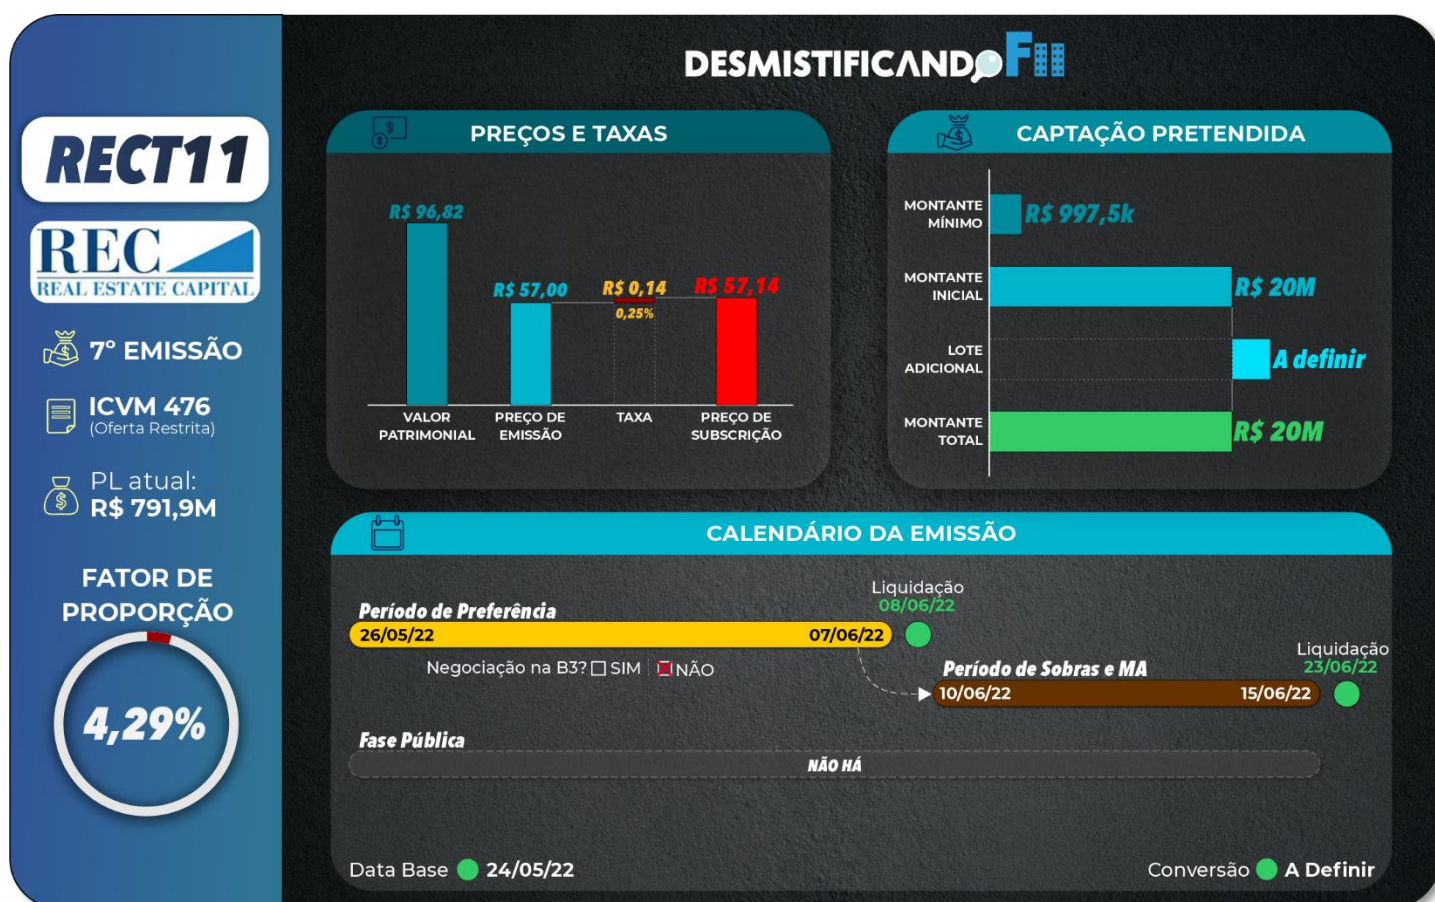 DESMISTIFICANDO FII
RECT11
REC
REAL ESTATE CAPITAL
7º EMISSÃO
ICVM 476
(Oferta Restrita)
PL atual:
R$ 791,9M
FATOR DE
PROPORÇÃO
4,29%
PREÇOS E TAXAS
R$ 96,82
R$ 57,00
R$ 0,14
R$ 57,14
0,25%
VALOR
PATRIMONIAL
PREÇO DE
EMISSÃO
TAXA
PREÇO DE
SUBSCRIÇÃO
CAPTAÇÃO PRETENDIDA
MONTANTE
MÍNIMO
R$ 997,5k
MONTANTE
INICIAL
R$ 20M
LOTE
ADICIONAL
A definir
MONTANTE
TOTAL
R$ 20M
CALENDÁRIO DA EMISSÃO
Período de Preferência
26/05/22 07/06/22
Liquidação
08/06/22
Negociação na B3? SIM NÃO
Período de Sobras e MA
10/06/22 15/06/22
Liquidação
23/06/22
Fase Pública
NÃO HÁ
Data Base 24/05/22
Conversão A Definir